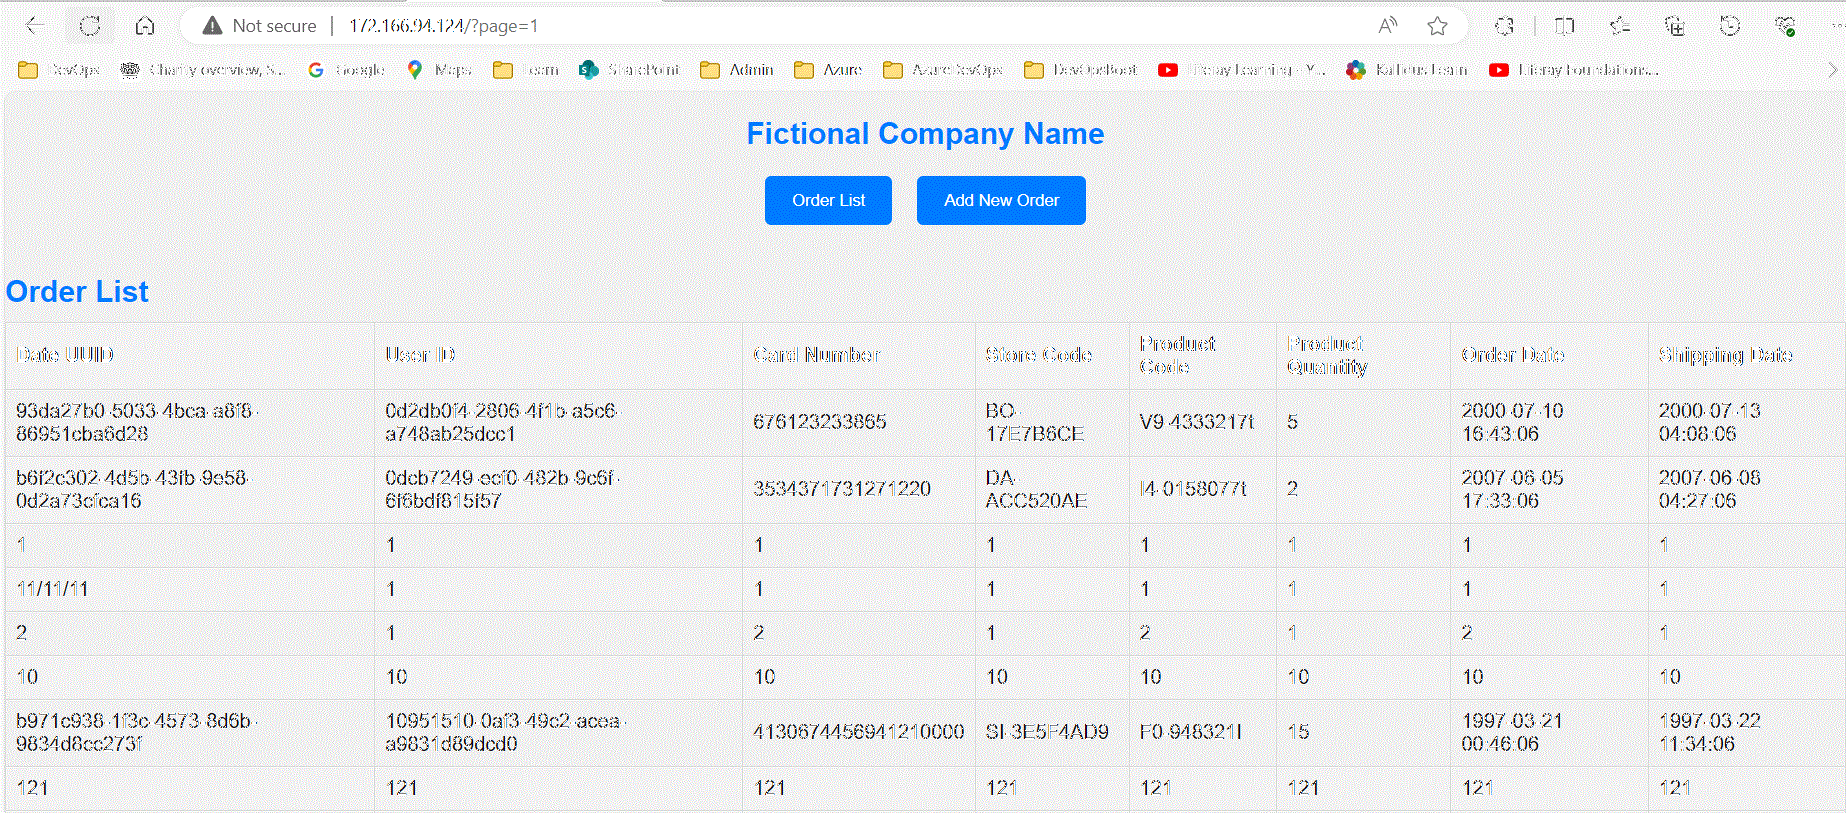 Not secure | 172.166.94.124/?page=1
DevOps Charity overview, S... Google Maps Learn SharePoint Admin Azure AzureDevOps DevOpsBoot Liferay Learning - Y... Kallidus Learn Liferay Foundations...
Fictional Company Name
Order List Add New Order
Order List
Date UUID User ID Card Number Store Code Product Code Product Quantity Order Date Shipping Date
93da27b0-5033-4bca-a8f8-86951cba6d28 0d2db0f4-2806-4f1b-a5c6-a748ab25dcc1 676123233865 BO-17E7B6CE V9-4333217t 5 2000-07-10 16:43:06 2000-07-13 04:08:06
b6f2c302-4d5b-43fb-9e58-0d2a73cfca16 0dcb7249-ecf0-482b-9c6f-6f6bdf815f57 3534371731271220 DA-ACC520AE I4-0158077t 2 2007-06-05 17:33:06 2007-06-08 04:27:06
1 1 1 1 1 1 1 1
11/11/11 1 1 1 1 1 1 1
2 1 2 1 2 1 2 1
10 10 10 10 10 10 10 10
b971c938-1f3c-4573-8d6b-9834d8cc273f 10951510-0af3-49c2-acea-a9831d89dcd0 4130674456941210000 SI-3E5F4AD9 F0-948321l 15 1997-03-21 00:46:06 1997-03-22 11:34:06
121 121 121 121 121 121 121 121